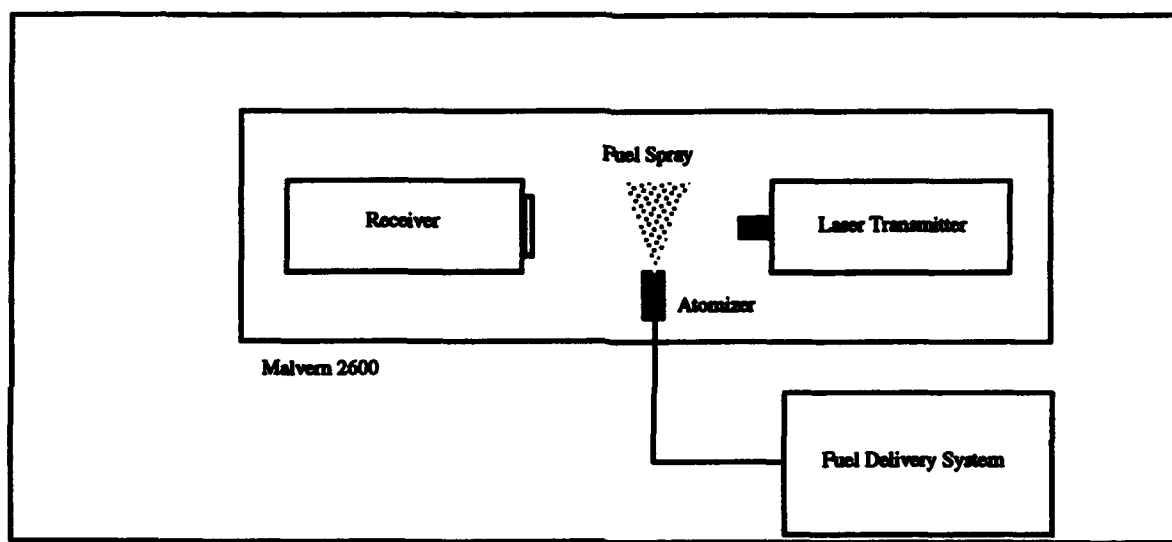 Fuel Spray
Receiver
Laser Transmitter
Atomizer
Malvern 2600
Fuel Delivery System